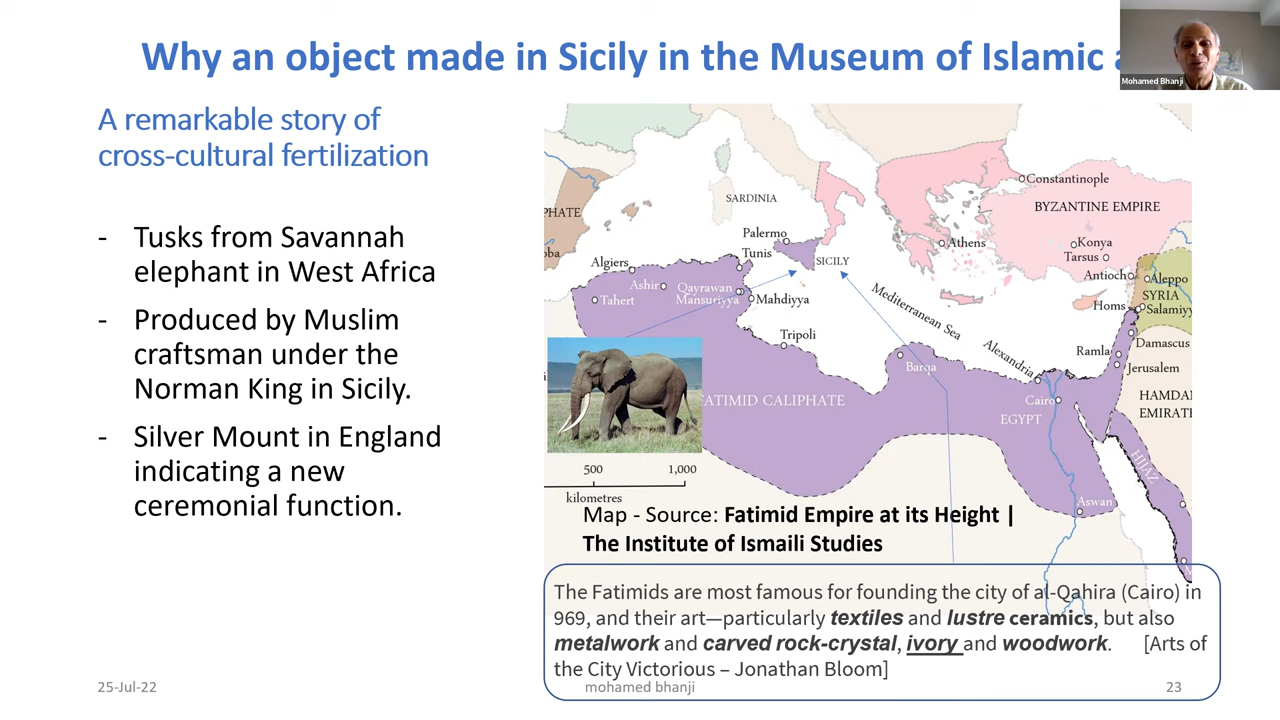 Why an object made in Sicily in the Museum of Islamic
Mohamed Bhanji
A remarkable story of
cross-cultural fertilization
- Tusks from Savannah
elephant in West Africa
- Produced by Muslim
craftsman under the
Norman King in Sicily.
- Silver Mount in England
indicating a new
ceremonial function.
Constantinople
PHATE
SARDINIA
BYZANTINE EMPIRE
Palermo
Athens
Konya
oba
Tunis
Tarsus
Algiers
SICILY
Antioch
Aleppo
Ashir
Qayrawan
SYRIA
Tahert
Mansuriyya
Mahdiyya
Mediterranean Sea
Homs
Salamiyy
Tripoli
Alexandria
Damascus
Ramla
Barqa
Jerusalem
FATIMID CALIPHATE
Cairo
HAMDAN
EGYPT
EMIRATE
HIJAZ
500 1,000
kilometres
Aswan
Map - Source: Fatimid Empire at its Height |
The Institute of Ismaili Studies
The Fatimids are most famous for founding the city of al-Qahira (Cairo) in
969, and their art—particularly textiles and lustre ceramics, but also
metalwork and carved rock-crystal, ivory and woodwork. [Arts of
the City Victorious – Jonathan Bloom]
25-Jul-22
mohamed bhanji
23